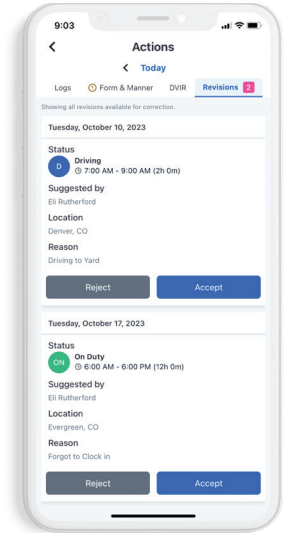 9:03
Actions
Today
Logs Form & Manner DVIR Revisions 2
Showing all revisions available for correction.
Tuesday, October 10, 2023
Status
D Driving
7:00 AM - 9:00 AM (2h 0m)
Suggested by
Eli Rutherford
Location
Denver, CO
Reason
Driving to Yard
Reject Accept
Tuesday, October 17, 2023
Status
ON On Duty
6:00 AM - 6:00 PM (12h 0m)
Suggested by
Eli Rutherford
Location
Evergreen, CO
Reason
Forgot to Clock in
Reject Accept